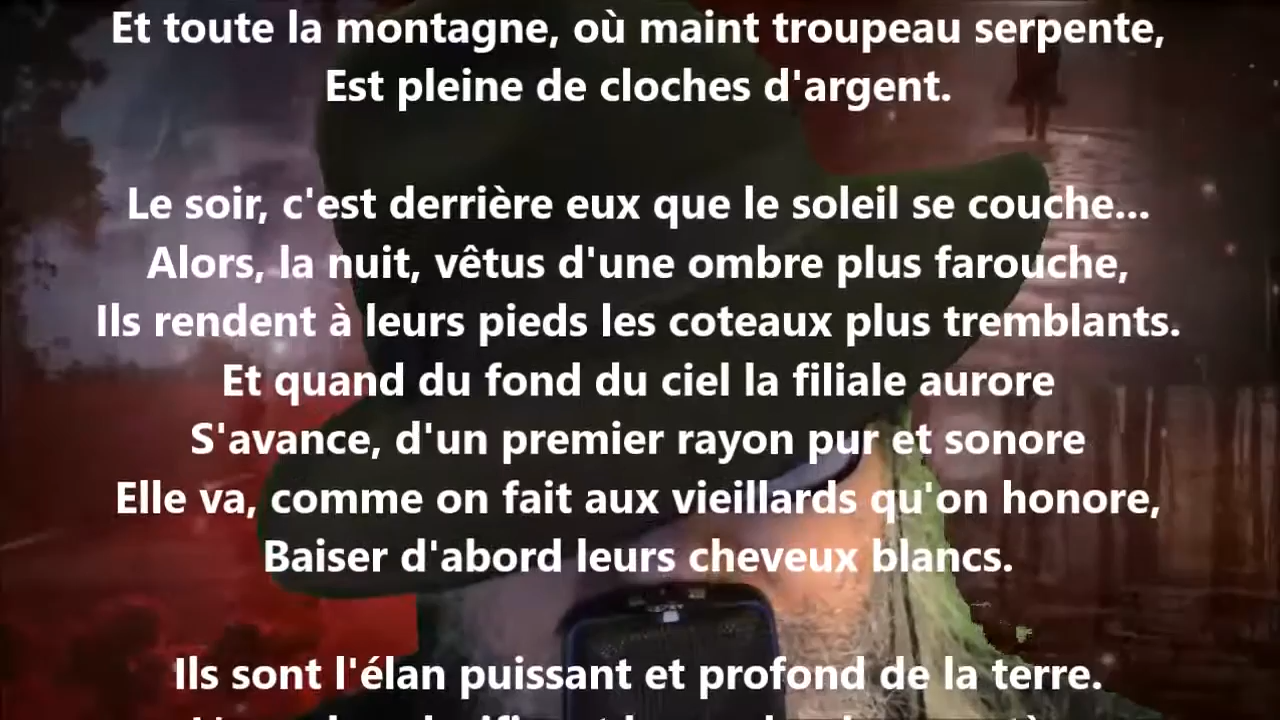 Et toute la montagne, où maint troupeau serpente,
Est pleine de cloches d'argent.
Le soir, c'est derrière eux que le soleil se couche...
Alors, la nuit, vêtus d'une ombre plus farouche,
Ils rendent à leurs pieds les coteaux plus tremblants.
Et quand du fond du ciel la filiale aurore
S'avance, d'un premier rayon pur et sonore
Elle va, comme on fait aux vieillards qu'on honore,
Baiser d'abord leurs cheveux blancs.
Ils sont l'élan puissant et profond de la terre.